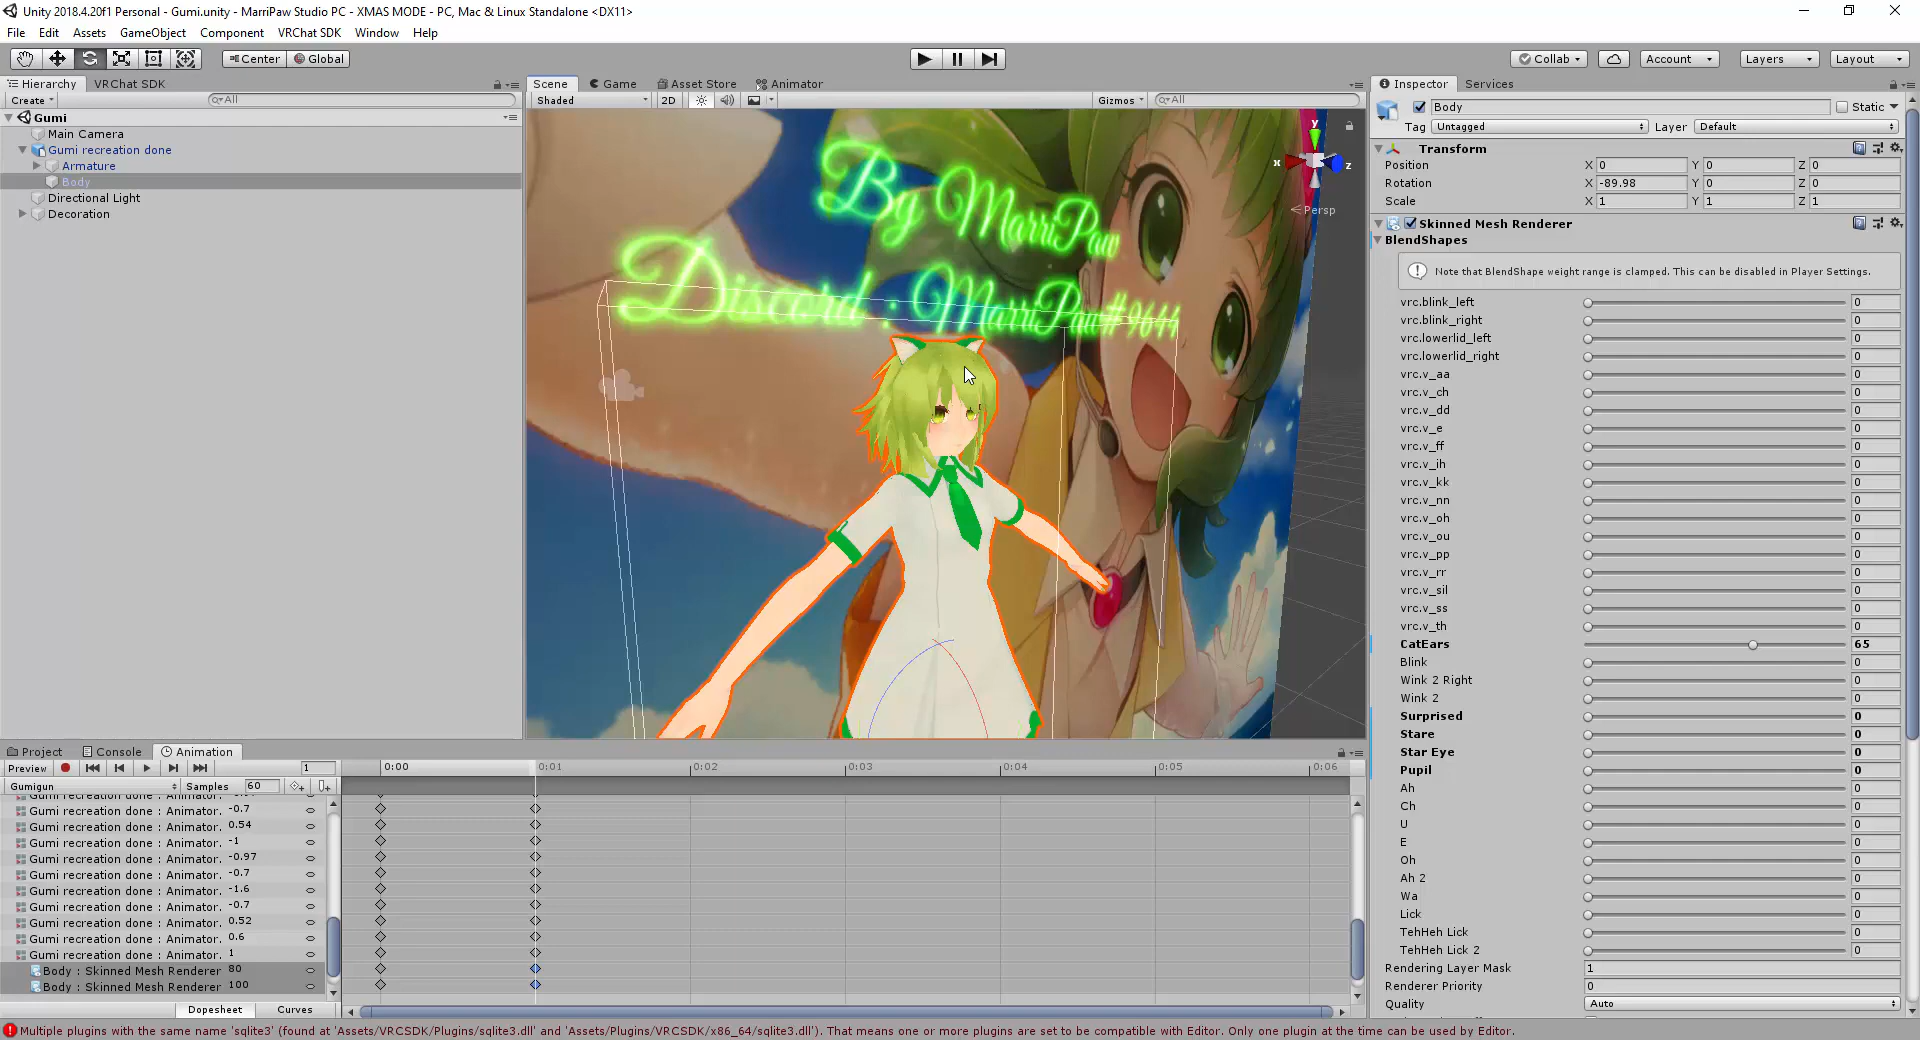 Unity 2018.4.20f1 Personal - Gumi.unity - MarriPaw Studio PC - XMAS MODE - PC, Mac & Linux Standalone <DX11>
File Edit Assets GameObject Component VRChat SDK Window Help
Center Global Collab Account Layers Layout
Hierarchy VRChat SDK
Create All
Gumi
Main Camera
Gumi recreation done
Armature
Body
Directional Light
Decoration
Scene Game Asset Store Animator
Shaded 2D Gizmos All
By MarriPaw
Discord : MarriPaw#9644
y
x z
Persp
Inspector Services
Body Static
Tag Untagged Layer Default
Transform
Position X 0 Y 0 Z 0
Rotation X -89.98 Y 0 Z 0
Scale X 1 Y 1 Z 1
Skinned Mesh Renderer
BlendShapes
Note that BlendShape weight range is clamped. This can be disabled in Player Settings.
vrc.blink_left 0
vrc.blink_right 0
vrc.lowerlid_left 0
vrc.lowerlid_right 0
vrc.v_aa 0
vrc.v_ch 0
vrc.v_dd 0
vrc.v_e 0
vrc.v_ff 0
vrc.v_ih 0
vrc.v_kk 0
vrc.v_nn 0
vrc.v_oh 0
vrc.v_ou 0
vrc.v_pp 0
vrc.v_rr 0
vrc.v_sil 0
vrc.v_ss 0
vrc.v_th 0
CatEars 65
Blink 0
Wink 2 Right 0
Wink 2 0
Surprised 0
Stare 0
Star Eye 0
Pupil 0
Ah 0
Ch 0
U 0
E 0
Oh 0
Ah 2 0
Wa 0
Lick 0
TehHeh Lick 0
TehHeh Lick 2 0
Rendering Layer Mask 1
Renderer Priority 0
Quality Auto
Project Console Animation
Preview 1 0:00 0:01 0:02 0:03 0:04 0:05 0:06
Gumigun Samples 60
Gumi recreation done : Animator. -0.7
Gumi recreation done : Animator. 0.54
Gumi recreation done : Animator. -1
Gumi recreation done : Animator. -0.97
Gumi recreation done : Animator. -0.7
Gumi recreation done : Animator. -1.6
Gumi recreation done : Animator. -0.7
Gumi recreation done : Animator. 0.52
Gumi recreation done : Animator. 0.6
Gumi recreation done : Animator. 1
Body : Skinned Mesh Renderer 80
Body : Skinned Mesh Renderer 100
Dopesheet Curves
Multiple plugins with the same name 'sqlite3' (found at 'Assets/VRCSDK/Plugins/sqlite3.dll' and 'Assets/Plugins/VRCSDK/x86_64/sqlite3.dll'). That means one or more plugins are set to be compatible with Editor. Only one plugin at the time can be used by Editor.